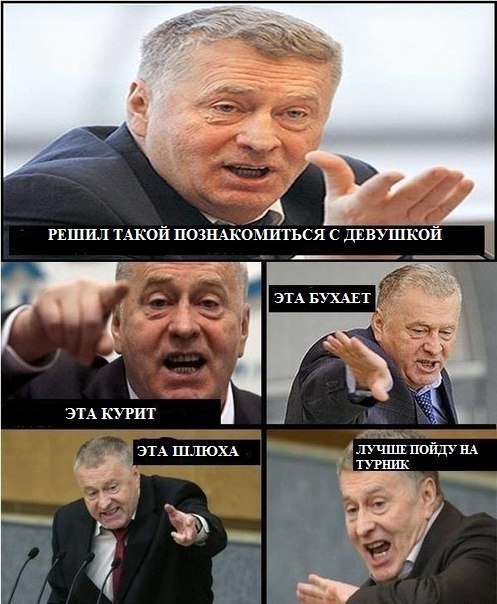 РЕШИЛ ТАКОЙ ПОЗНАКОМИТЬСЯ С ДЕВУШКОЙ
ЭТА КУРИТ
ЭТА БУХАЕТ
ЭТА ШЛЮХА
ЛУЧШЕ ПОЙДУ НА
ТУРНИК